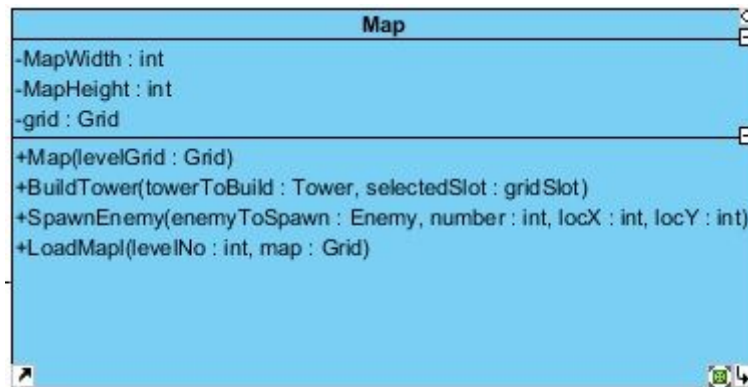 Map
-MapWidth : int
-MapHeight : int
-grid : Grid
+Map(levelGrid : Grid)
+BuildTower(towerToBuild : Tower, selectedSlot : gridSlot)
+SpawnEnemy(enemyToSpawn : Enemy, number : int, locX : int, locY : int)
+LoadMapl(levelNo : int, map : Grid)